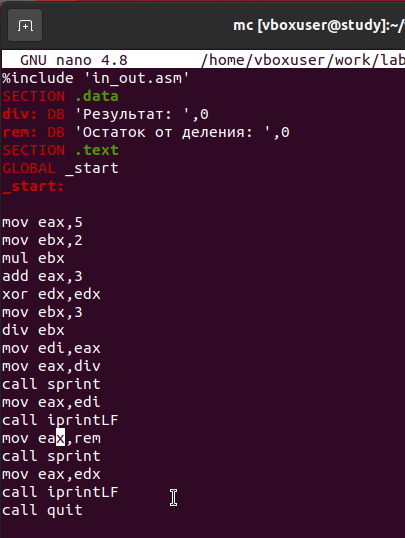 mc [vboxuser@study]:~/
GNU nano 4.8 /home/vboxuser/work/lab
%include 'in_out.asm'
SECTION .data
div: DB 'Результат: ',0
rem: DB 'Остаток от деления: ',0
SECTION .text
GLOBAL _start
_start:
mov eax,5
mov ebx,2
mul ebx
add eax,3
xor edx,edx
mov ebx,3
div ebx
mov edi,eax
mov eax,div
call sprint
mov eax,edi
call iprintLF
mov eax,rem
call sprint
mov eax,edx
call iprintLF
call quit